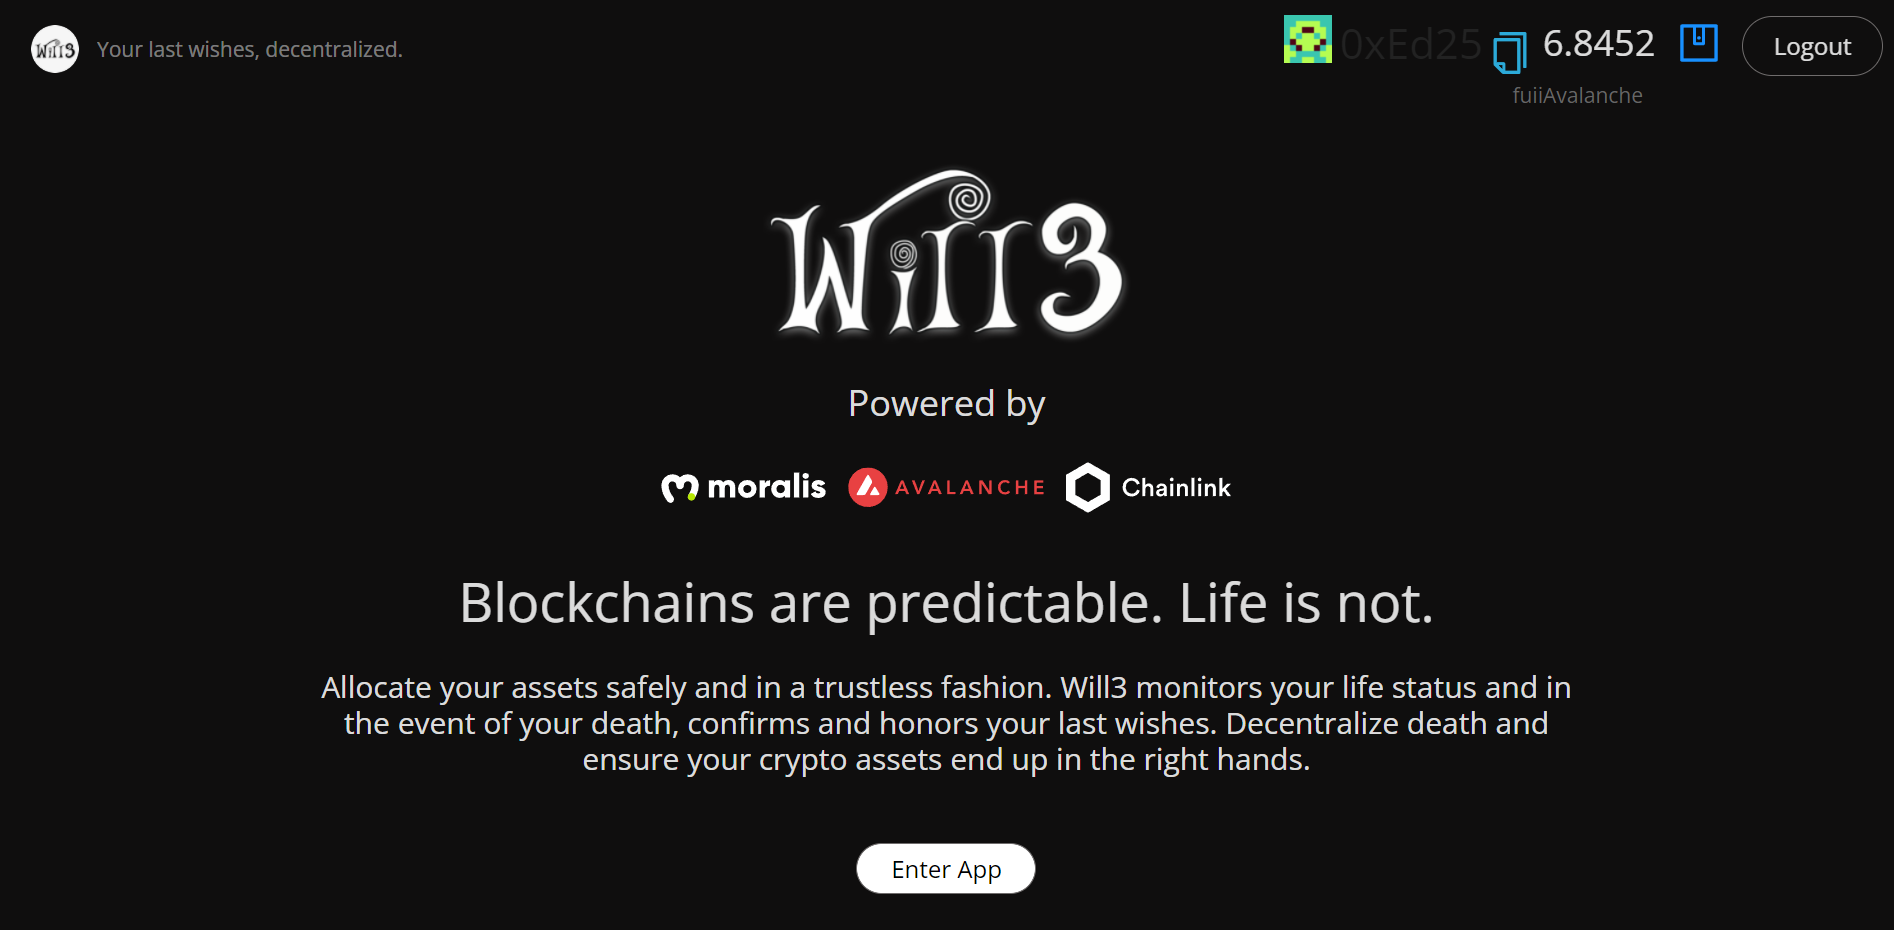 Will3 Your last wishes, decentralized.
0xEd25 6.8452 Logout
fuiiAvalanche
Will3
Powered by
moralis AVALANCHE Chainlink
Blockchains are predictable. Life is not.
Allocate your assets safely and in a trustless fashion. Will3 monitors your life status and in
the event of your death, confirms and honors your last wishes. Decentralize death and
ensure your crypto assets end up in the right hands.
Enter App